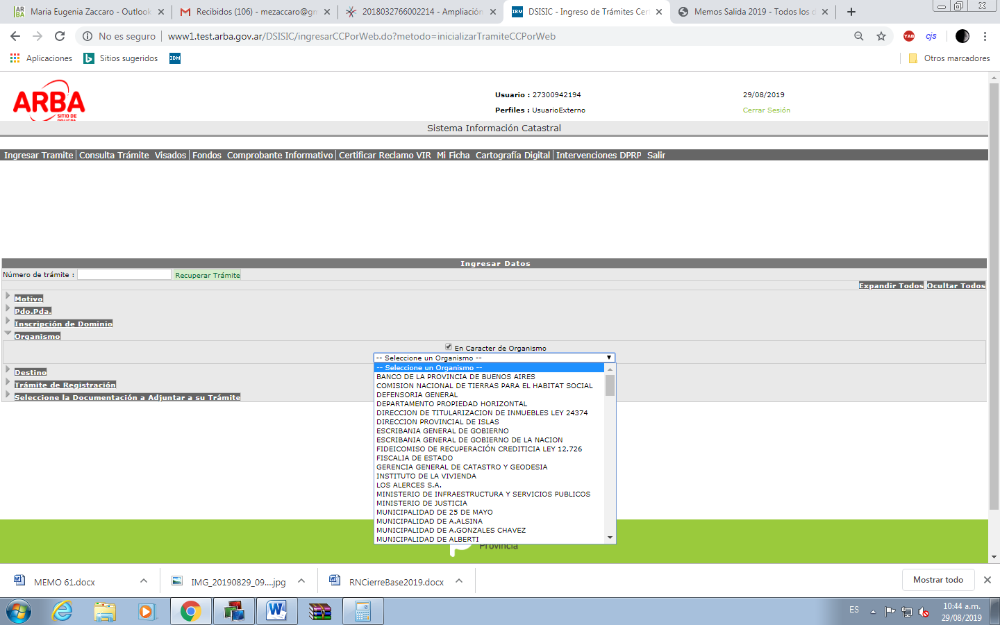 Maria Eugenia Zaccaro - Outlook
Recibidos (106) - mezaccaro@gm
2018032766002214 - Ampliación
DSISIC - Ingreso de Trámites Cer
Memos Salida 2019 - Todos los d
No es seguro
www1.test.arba.gov.ar/DSISIC/ingresarCCPorWeb.do?metodo=inicializarTramiteCCPorWeb
YAB
cjs
Aplicaciones
Sitios sugeridos
IBM
Otros marcadores
ARBA
SITIO DE
PRUEBA
Usuario : 27300942194
29/08/2019
Perfiles : UsuarioExterno
Cerrar Sesión
Sistema Información Catastral
Ingresar Tramite
Consulta Trámite
Visados
Fondos
Comprobante Informativo
Certificar Reclamo VIR
Mi Ficha
Cartografía Digital
Intervenciones DPRP
Salir
Ingresar Datos
Número de trámite :
Recuperar Trámite
Expandir Todos Ocultar Todos
Motivo
Pdo.Pda.
Inscripción de Dominio
Organismo
En Caracter de Organismo
-- Seleccione un Organismo --
-- Seleccione un Organismo --
BANCO DE LA PROVINCIA DE BUENOS AIRES
COMISION NACIONAL DE TIERRAS PARA EL HABITAT SOCIAL
DEFENSORIA GENERAL
DEPARTAMENTO PROPIEDAD HORIZONTAL
DIRECCION DE TITULARIZACION DE INMUEBLES LEY 24374
DIRECCION PROVINCIAL DE ISLAS
ESCRIBANIA GENERAL DE GOBIERNO
ESCRIBANIA GENERAL DE GOBIERNO DE LA NACION
FIDEICOMISO DE RECUPERACIÓN CREDITICIA LEY 12.726
FISCALIA DE ESTADO
GERENCIA GENERAL DE CATASTRO Y GEODESIA
INSTITUTO DE LA VIVIENDA
LOS ALERCES S.A.
MINISTERIO DE INFRAESTRUCTURA Y SERVICIOS PUBLICOS
MINISTERIO DE JUSTICIA
MUNICIPALIDAD DE 25 DE MAYO
MUNICIPALIDAD DE A.ALSINA
MUNICIPALIDAD DE A.GONZALES CHAVEZ
MUNICIPALIDAD DE ALBERTI
Destino
Trámite de Registración
Seleccione la Documentación a Adjuntar a su Trámite
Provincia
MEMO 61.docx
IMG_20190829_09....jpg
RNCierreBase2019.docx
Mostrar todo
ES
10:44 a.m.
29/08/2019